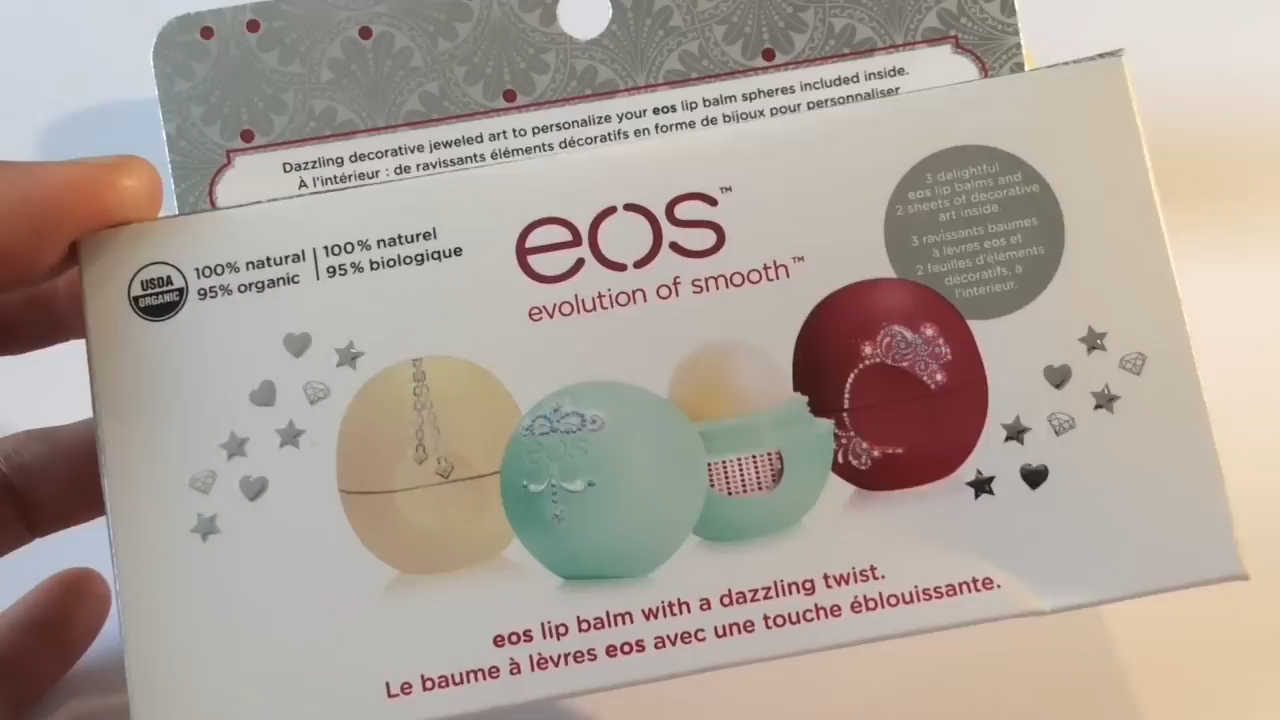 Dazzling decorative jeweled art to personalize your eos lip balm spheres included inside.
À l'intérieur : de ravissants éléments décoratifs en forme de bijoux pour personnaliser
USDA
ORGANIC
100% natural
95% organic
100% naturel
95% biologique
eos™
evolution of smooth™
3 delightful
eos lip balms and
2 sheets of decorative
art inside.
3 ravissants baumes
à lèvres eos et
2 feuilles d'éléments
décoratifs, à
l'intérieur.
eos
eos lip balm with a dazzling twist.
Le baume à lèvres eos avec une touche éblouissante.